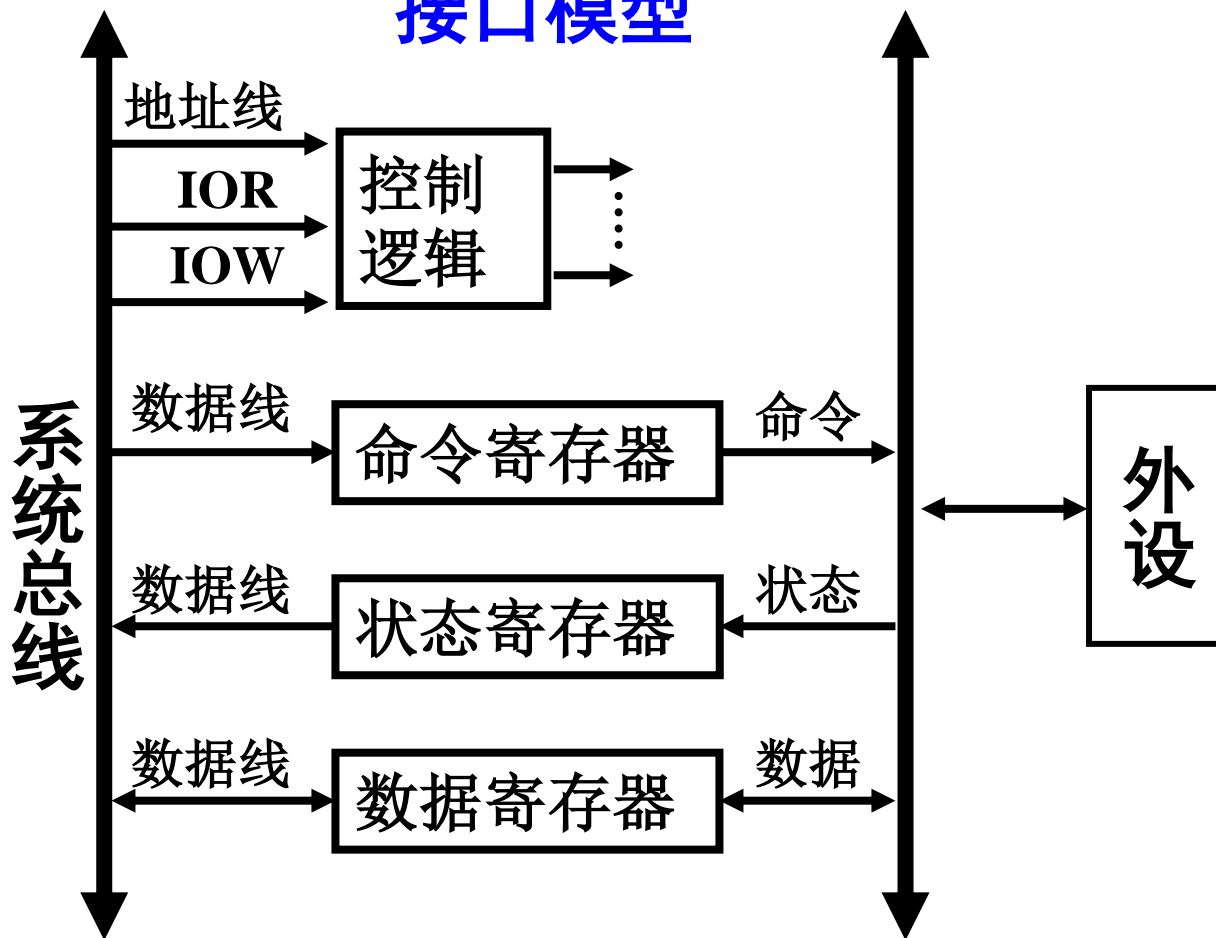 接口模型
地址线
IOR
IOW
控制
逻辑
数据线
命令寄存器
命令
系统总线
外设
数据线
状态寄存器
状态
数据线
数据寄存器
数据